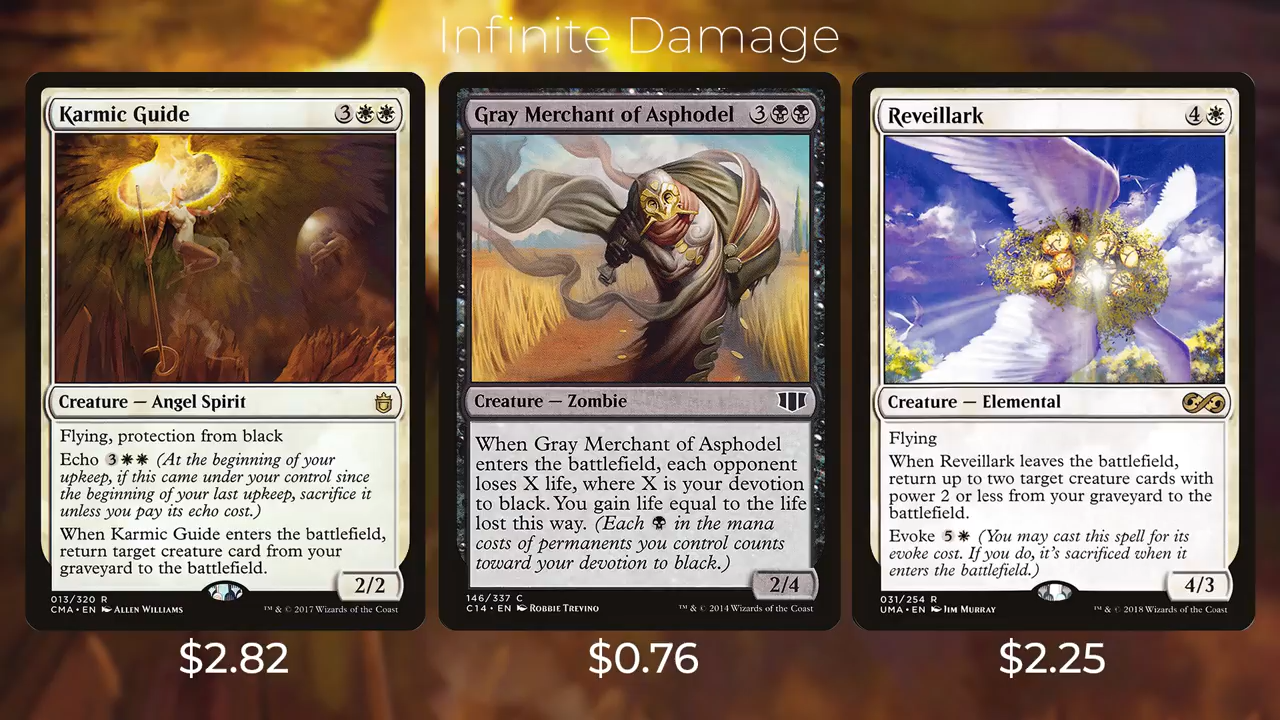 Infinite Damage
Karmic Guide 3
Creature — Angel Spirit
Flying, protection from black
Echo 3 (At the beginning of your
upkeep, if this came under your control since
the beginning of your last upkeep, sacrifice it
unless you pay its echo cost.)
When Karmic Guide enters the battlefield,
return target creature card from your
graveyard to the battlefield.
2/2
013/320 R
CMA • EN Allen Williams
™ & © 2017 Wizards of the Coast
$2.82
Gray Merchant of Asphodel 3
Creature — Zombie
When Gray Merchant of Asphodel
enters the battlefield, each opponent
loses X life, where X is your devotion
to black. You gain life equal to the life
lost this way. (Each in the mana
costs of permanents you control counts
toward your devotion to black.)
2/4
146/337 C
C14 • EN Robbie Trevino
™ & © 2014 Wizards of the Coast
$0.76
Reveillark 4
Creature — Elemental
Flying
When Reveillark leaves the battlefield,
return up to two target creature cards with
power 2 or less from your graveyard to the
battlefield.
Evoke 5 (You may cast this spell for its
evoke cost. If you do, it's sacrificed when it
enters the battlefield.)
4/3
031/254 R
UMA • EN Jim Murray
™ & © 2018 Wizards of the Coast
$2.25